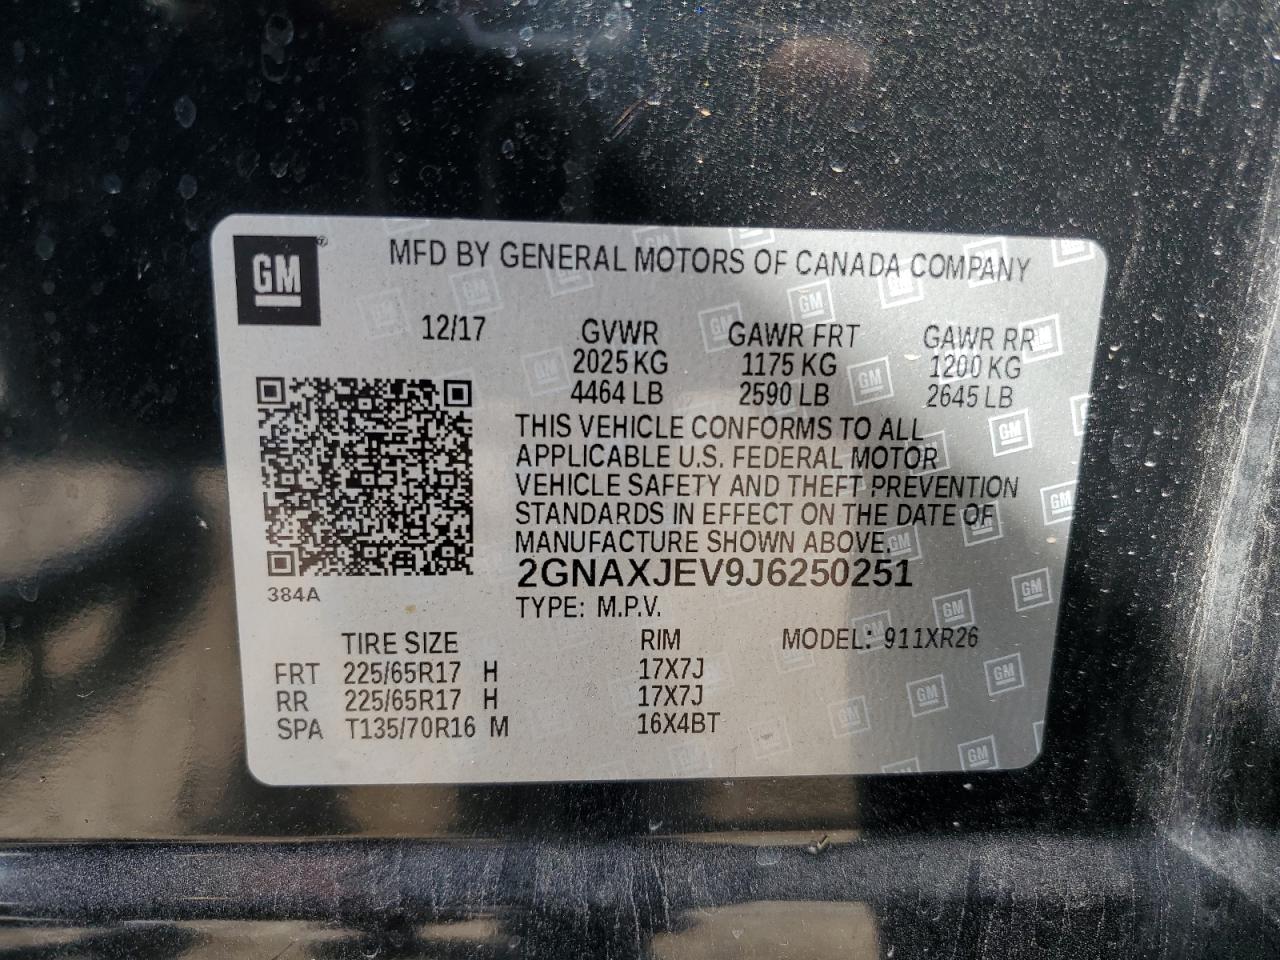 GM
MFD BY GENERAL MOTORS OF CANADA COMPANY
12/17 GVWR GAWR FRT GAWR RR
2025 KG 1175 KG 1200 KG
4464 LB 2590 LB 2645 LB
THIS VEHICLE CONFORMS TO ALL
APPLICABLE U.S. FEDERAL MOTOR
VEHICLE SAFETY AND THEFT PREVENTION
STANDARDS IN EFFECT ON THE DATE OF
MANUFACTURE SHOWN ABOVE.
2GNAXJEV9J6250251
384A
TYPE: M.P.V.
TIRE SIZE RIM MODEL: 911XR26
FRT 225/65R17 H 17X7J
RR 225/65R17 H 17X7J
SPA T135/70R16 M 16X4BT